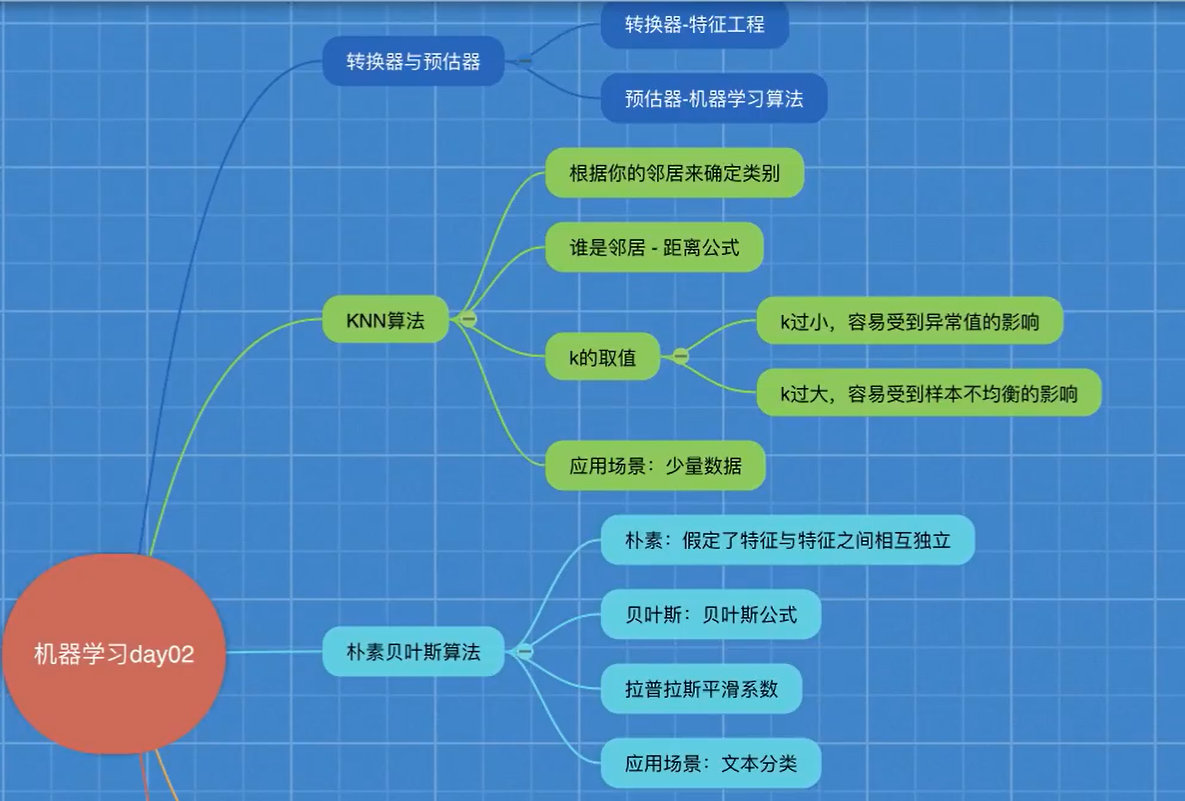 转换器-特征工程
转换器与预估器
预估器-机器学习算法
根据你的邻居来确定类别
谁是邻居 - 距离公式
KNN算法
k过小，容易受到异常值的影响
k的取值
k过大，容易受到样本不均衡的影响
应用场景：少量数据
朴素：假定了特征与特征之间相互独立
贝叶斯：贝叶斯公式
机器学习day02
朴素贝叶斯算法
拉普拉斯平滑系数
应用场景：文本分类